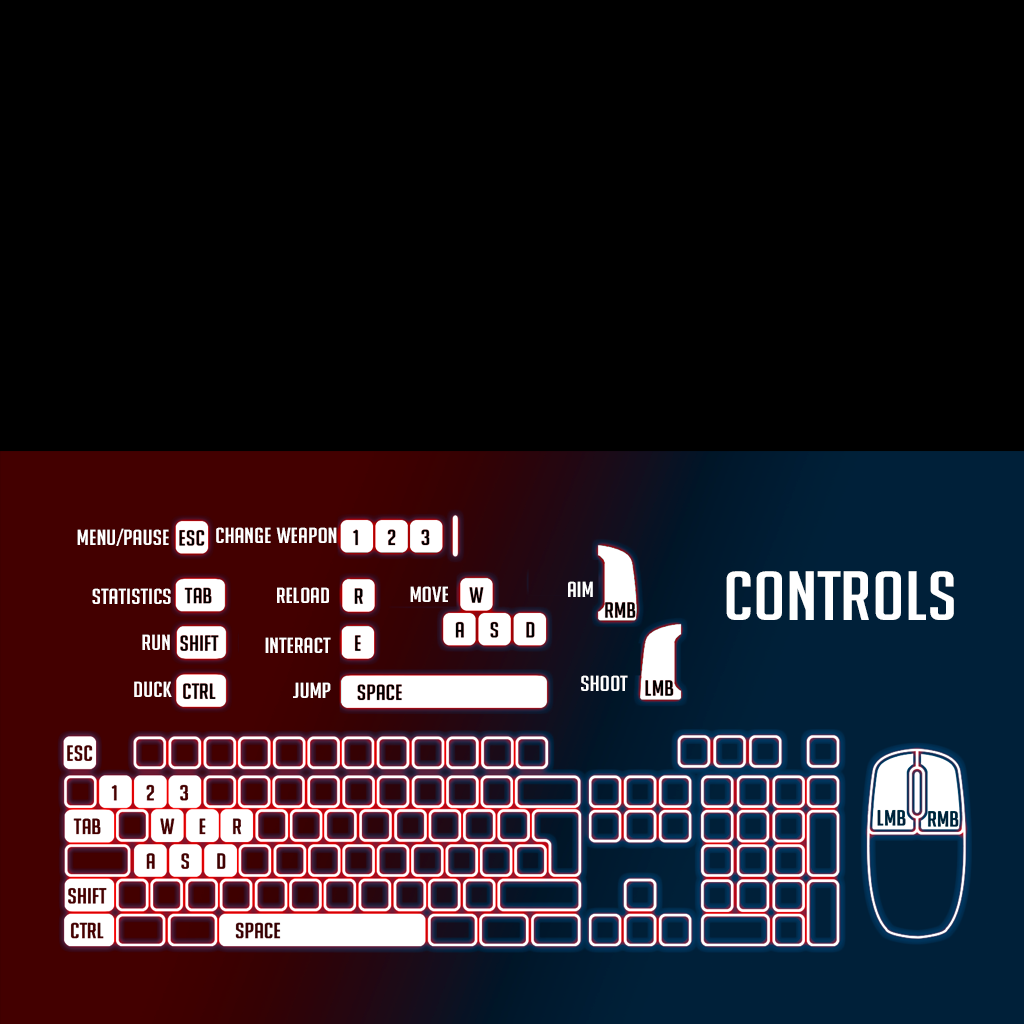 MENU/PAUSE ESC CHANGE WEAPON 1 2 3
STATISTICS TAB RELOAD R MOVE W
A S D
AIM RMB
CONTROLS
RUN SHIFT INTERACT E
DUCK CTRL JUMP SPACE
SHOOT LMB
ESC
1 2 3
TAB W E R
A S D
SHIFT
CTRL SPACE
LMB RMB